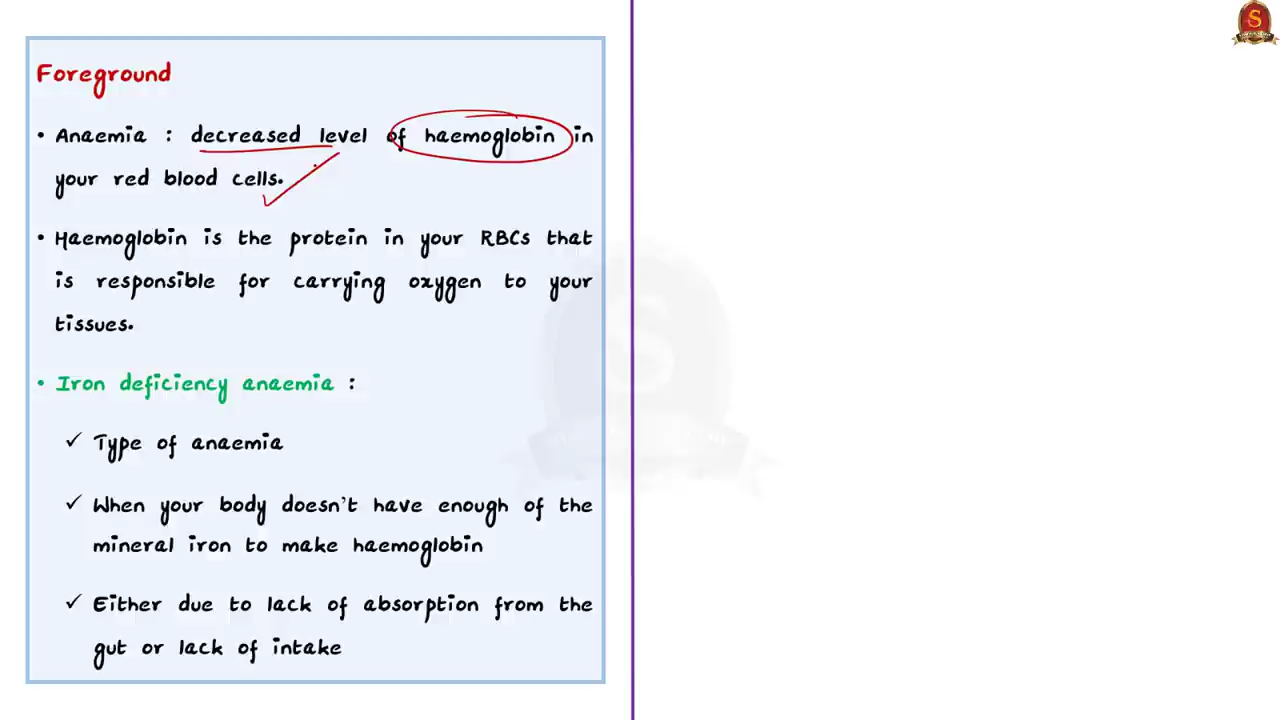 Foreground
• Anaemia : decreased level of haemoglobin in
your red blood cells.
• Haemoglobin is the protein in your RBCs that
is responsible for carrying oxygen to your
tissues.
• Iron deficiency anaemia :
✓ Type of anaemia
✓ When your body doesn't have enough of the
mineral iron to make haemoglobin
✓ Either due to lack of absorption from the
gut or lack of intake
S